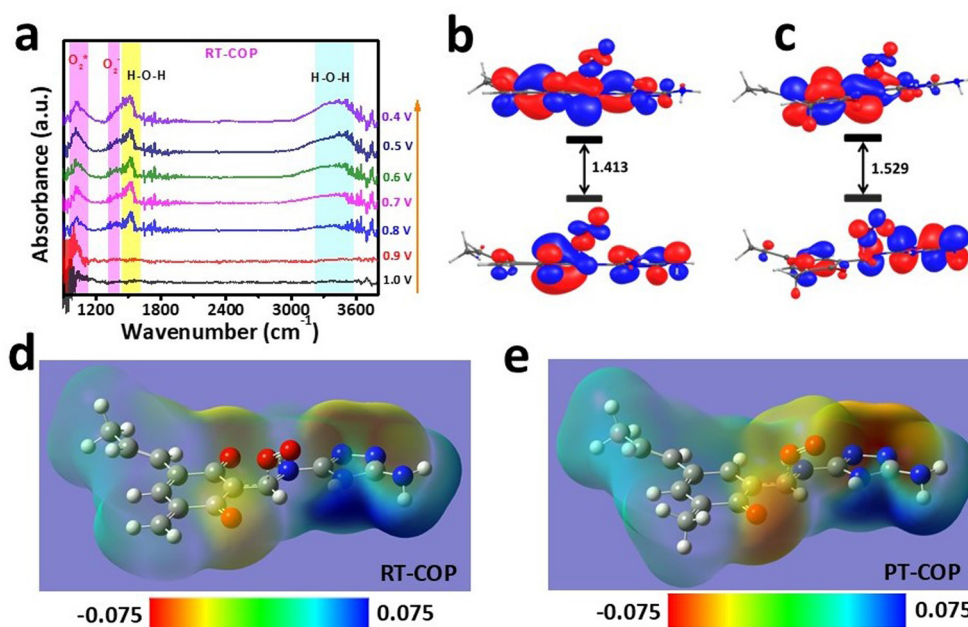 a
RT-COP
O₂* O₂⁻ H-O-H H-O-H
Absorbance (a.u.)
0.4 V
0.5 V
0.6 V
0.7 V
0.8 V
0.9 V
1.0 V
1200 1800 2400 3000 3600
Wavenumber (cm⁻¹)
b
1.413
c
1.529
d
RT-COP
-0.075 0.075
e
PT-COP
-0.075 0.075